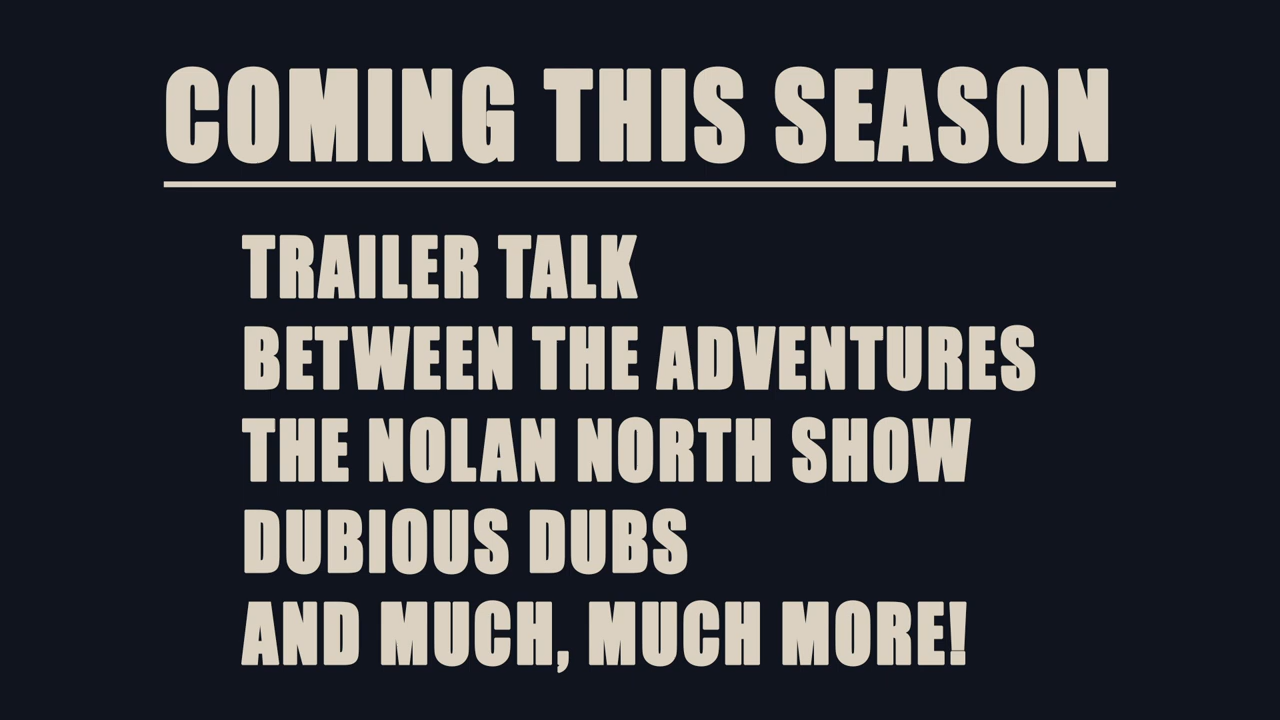 COMING THIS SEASON
TRAILER TALK
BETWEEN THE ADVENTURES
THE NOLAN NORTH SHOW
DUBIOUS DUBS
AND MUCH, MUCH MORE!